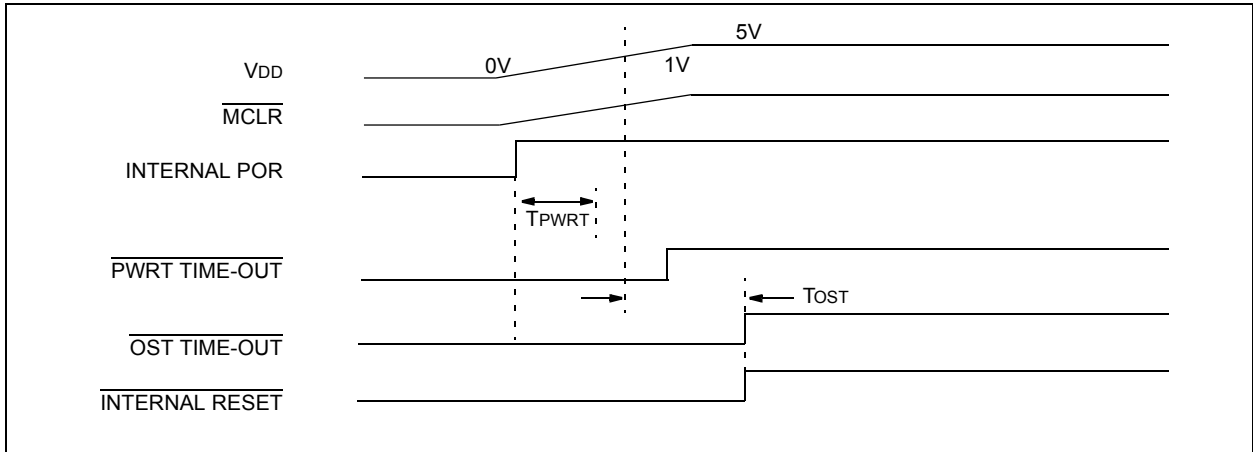 5V
0V
1V
VDD
MCLR
INTERNAL POR
TPWRT
PWRT TIME-OUT
TOST
OST TIME-OUT
INTERNAL RESET